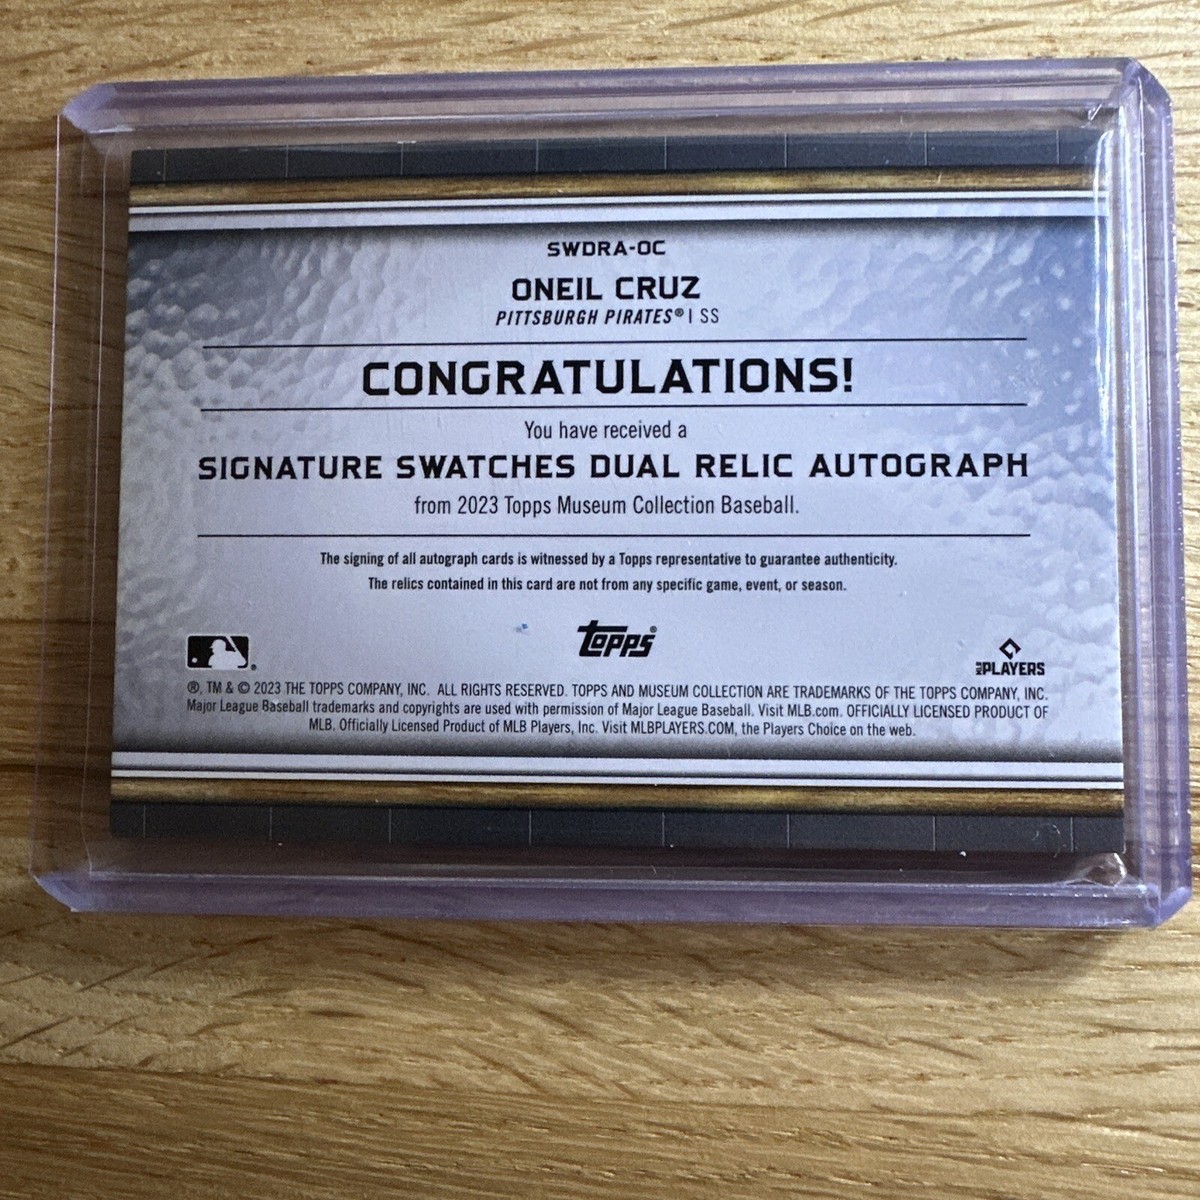 SWDRA-OC
ONEIL CRUZ
PITTSBURGH PIRATES® | SS
CONGRATULATIONS!
You have received a
SIGNATURE SWATCHES DUAL RELIC AUTOGRAPH
from 2023 Topps Museum Collection Baseball.
The signing of all autograph cards is witnessed by a Topps representative to guarantee authenticity.
The relics contained in this card are not from any specific game, event, or season.
Topps®
MLB PLAYERS
®, TM & © 2023 THE TOPPS COMPANY, INC. ALL RIGHTS RESERVED. TOPPS AND MUSEUM COLLECTION ARE TRADEMARKS OF THE TOPPS COMPANY, INC.
Major League Baseball trademarks and copyrights are used with permission of Major League Baseball. Visit MLB.com. OFFICIALLY LICENSED PRODUCT OF
MLB. Officially Licensed Product of MLB Players, Inc. Visit MLBPLAYERS.COM, the Players Choice on the web.